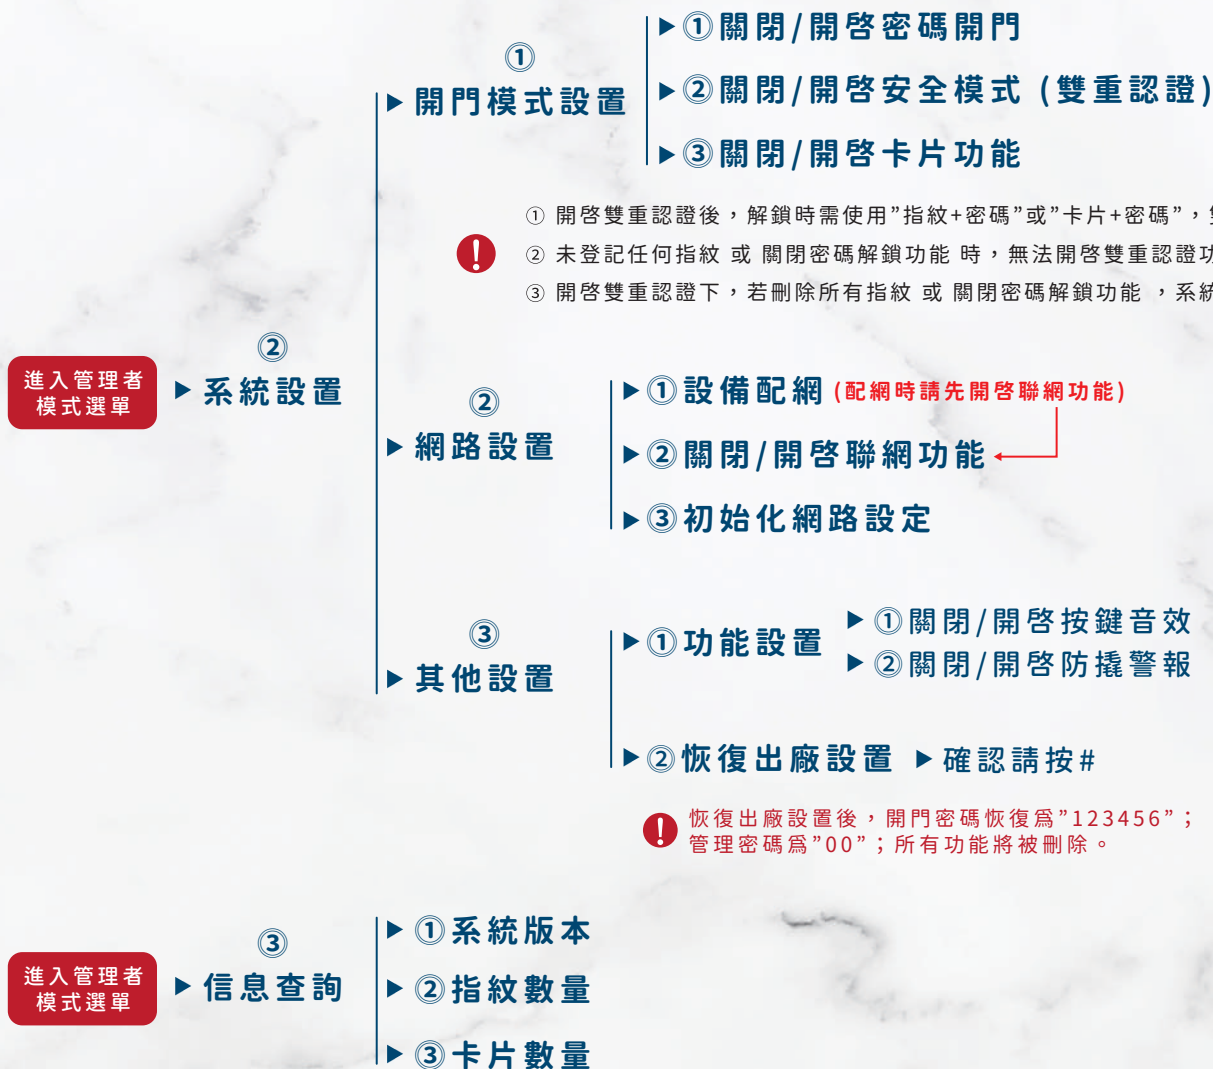 ①關閉/開啓密碼開門
①
開門模式設置
②關閉/開啓安全模式 (雙重認證)
③關閉/開啓卡片功能
① 開啓雙重認證後，解鎖時需使用”指紋+密碼”或”卡片+密碼”，
② 未登記任何指紋 或 關閉密碼解鎖功能 時，無法開啓雙重認證功
③ 開啓雙重認證下，若刪除所有指紋 或 關閉密碼解鎖功能 ，系統
進入管理者
模式選單
②
系統設置
②
網路設置
①設備配網 (配網時請先開啓聯網功能)
②關閉/開啓聯網功能
③初始化網路設定
③
其他設置
①功能設置
①關閉/開啓按鍵音效
②關閉/開啓防撬警報
②恢復出廠設置
確認請按#
恢復出廠設置後，開門密碼恢復爲”123456”；
管理密碼爲”00”；所有功能將被刪除。
進入管理者
模式選單
③
信息查詢
①系統版本
②指紋數量
③卡片數量